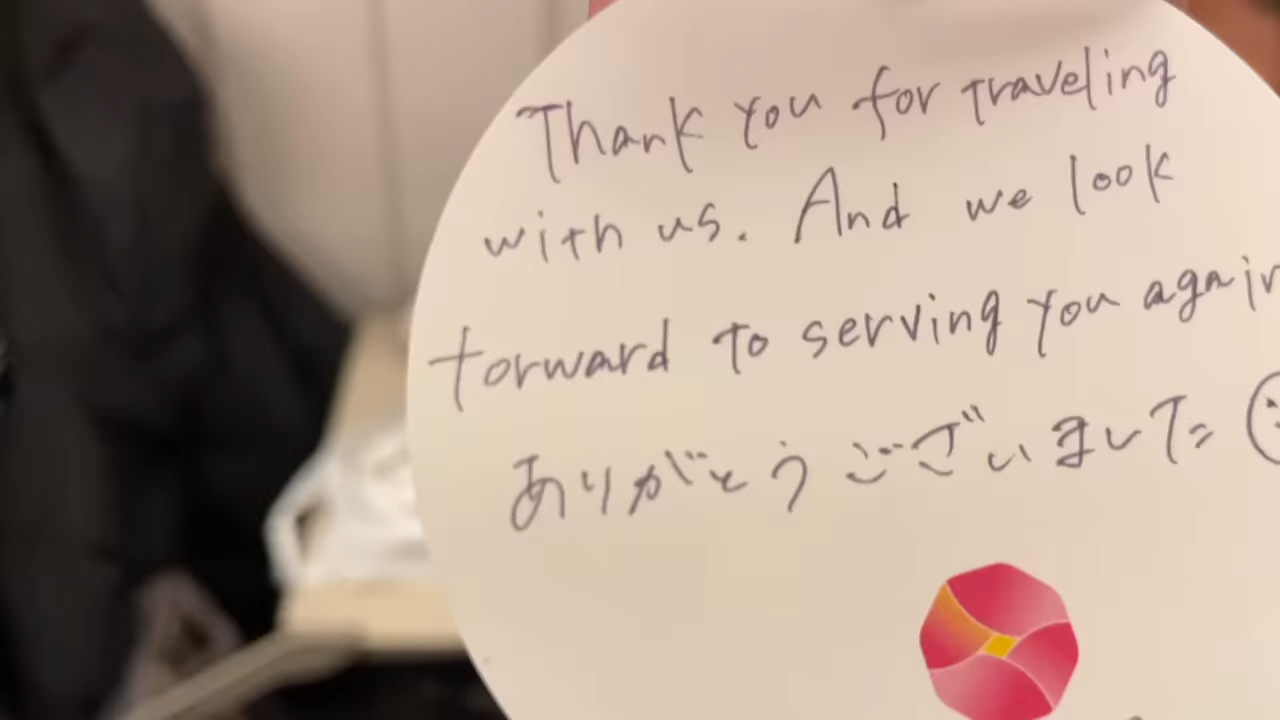 Thank you for traveling
with us. And we look
forward to serving you again
ありがとうございました